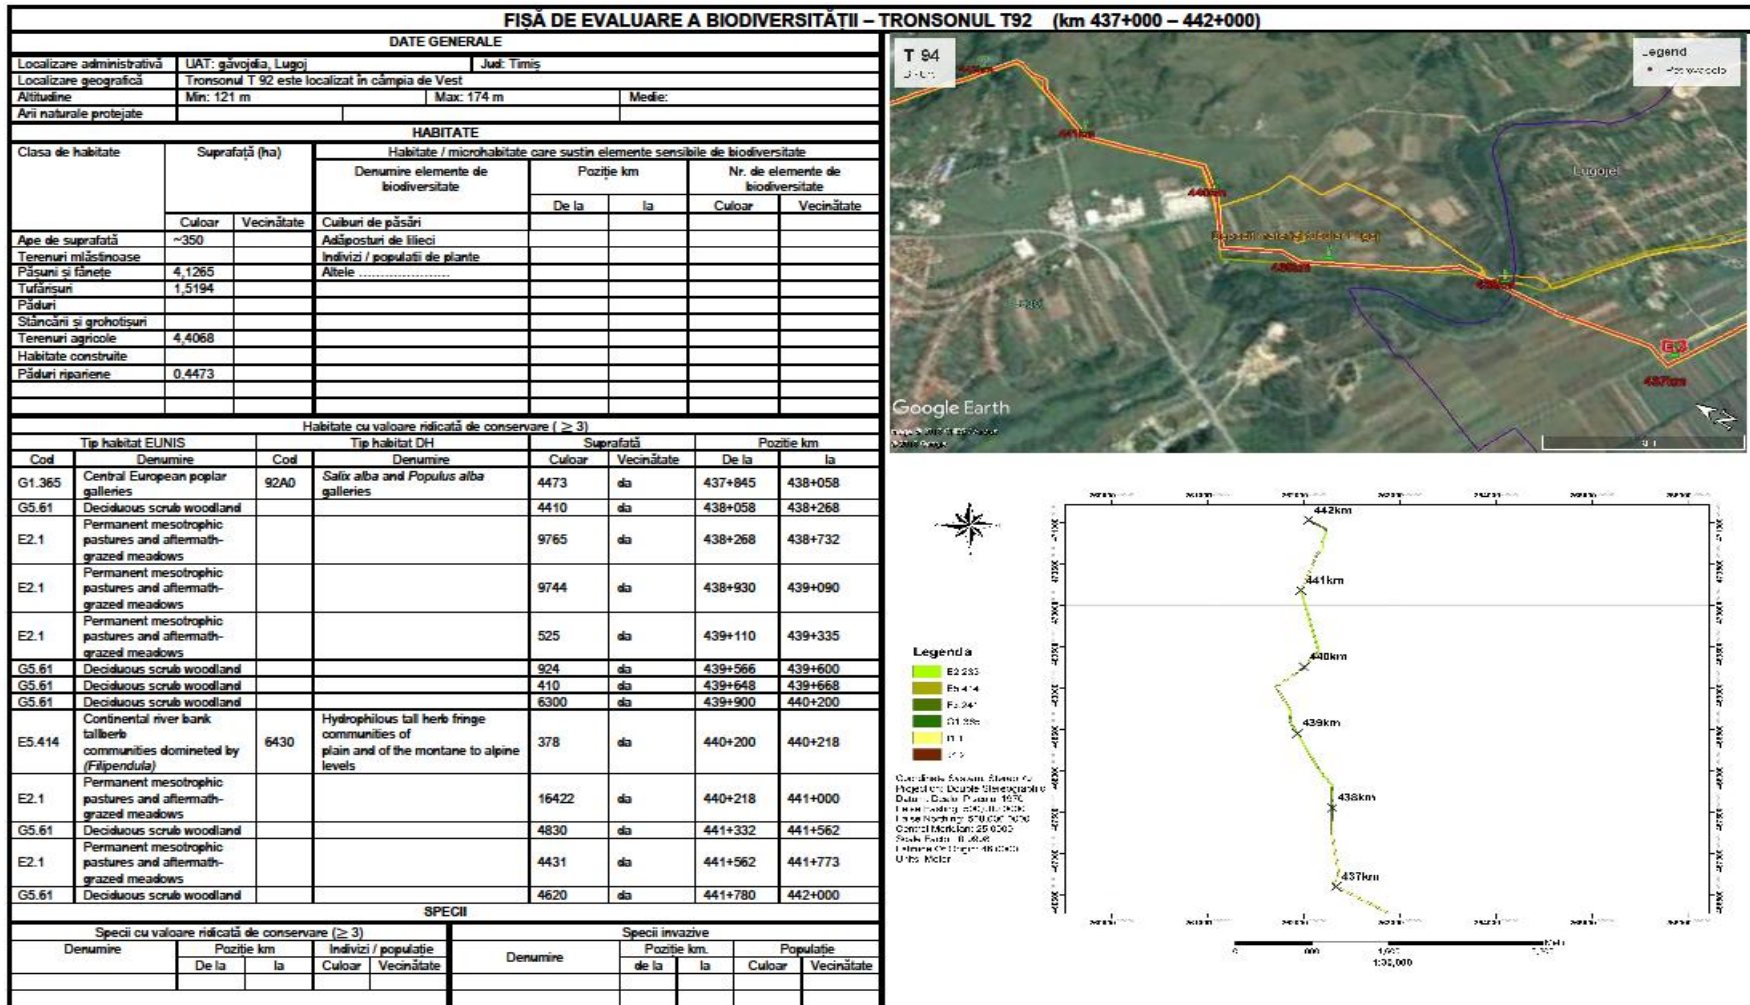 FIȘĂ DE EVALUARE A BIODIVERSITĂȚII – TRONSONUL T92 (km 437+000 – 442+000)
DATE GENERALE
Localizare administrativă UAT: găvojdia, Lugoj Jud: Timiș
Localizare geografică Tronsonul T 92 este localizat în câmpia de Vest
Altitudine Min: 121 m Max: 174 m Medie:
Arii naturale protejate
HABITATE
Clasa de habitate Suprafață (ha) Habitate / microhabitate care sustin elemente sensibile de biodiversitate
Denumire elemente de biodiversitate Poziție km Nr. de elemente de biodiversitate
De la la Culoar Vecinătate
Culoar Vecinătate Cuiburi de păsări
Ape de suprafată ~350 Adăposturi de lilieci
Terenuri mlăstinoase Indivizi / populatii de plante
Pășuni și fânețe 4,1265 Altele .....................
Tufărișuri 1,5194
Păduri
Stâncării și grohotișuri
Terenuri agricole 4,4068
Habitate construite
Păduri ripariene 0,4473
Habitate cu valoare ridicată de conservare ( ≥ 3)
Tip habitat EUNIS Tip habitat DH Suprafată Pozitie km
Cod Denumire Cod Denumire Culoar Vecinătate De la la
G1.365 Central European poplar galleries 92A0 Salix alba and Populus alba galleries 4473 da 437+845 438+058
G5.61 Deciduous scrub woodland 4410 da 438+058 438+268
E2.1 Permanent mesotrophic pastures and aftermath-grazed meadows 9765 da 438+268 438+732
E2.1 Permanent mesotrophic pastures and aftermath-grazed meadows 9744 da 438+930 439+090
E2.1 Permanent mesotrophic pastures and aftermath-grazed meadows 525 da 439+110 439+335
G5.61 Deciduous scrub woodland 924 da 439+566 439+600
G5.61 Deciduous scrub woodland 410 da 439+648 439+668
G5.61 Deciduous scrub woodland 6300 da 439+900 440+200
E5.414 Continental river bank tallberb communities domineted by (Filipendula) 6430 Hydrophilous tall herb fringe communities of plain and of the montane to alpine levels 378 da 440+200 440+218
E2.1 Permanent mesotrophic pastures and aftermath-grazed meadows 16422 da 440+218 441+000
G5.61 Deciduous scrub woodland 4830 da 441+332 441+562
E2.1 Permanent mesotrophic pastures and aftermath-grazed meadows 4431 da 441+562 441+773
G5.61 Deciduous scrub woodland 4620 da 441+780 442+000
SPECII
Specii cu valoare ridicată de conservare (≥ 3) Specii invazive
Denumire Poziție km Indivizi / populație Denumire Poziție km. Populație
De la la Culoar Vecinătate de la la Culoar Vecinătate
T 94
Legend
441km
Lugojel
437km
Google Earth
N
442km
441km
440km
439km
438km
437km
Legenda
1:30,000